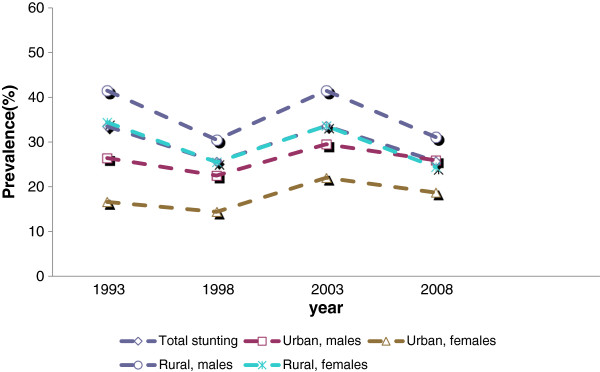 Prevalence(%)
60
50
40
30
20
10
0
1993 1998 2003 2008
year
Total stunting Urban, males Urban, females
Rural, males Rural, females